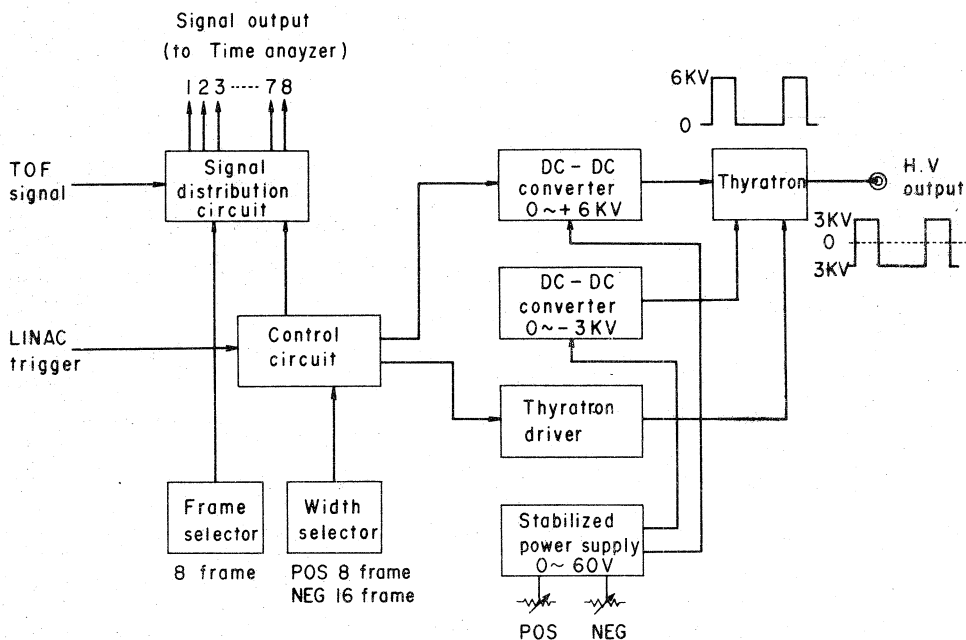 Signal output
(to Time anayzer)
1 2 3 ----- 7 8
6KV
0
TOF
signal
Signal
distribution
circuit
DC - DC
converter
0 ~ + 6 KV
Thyratron
H.V
output
3KV
0
3KV
DC - DC
converter
0 ~ - 3KV
LINAC
trigger
Control
circuit
Thyratron
driver
Frame
selector
8 frame
Width
selector
POS 8 frame
NEG 16 frame
Stabilized
power supply
0 ~ 60V
POS
NEG